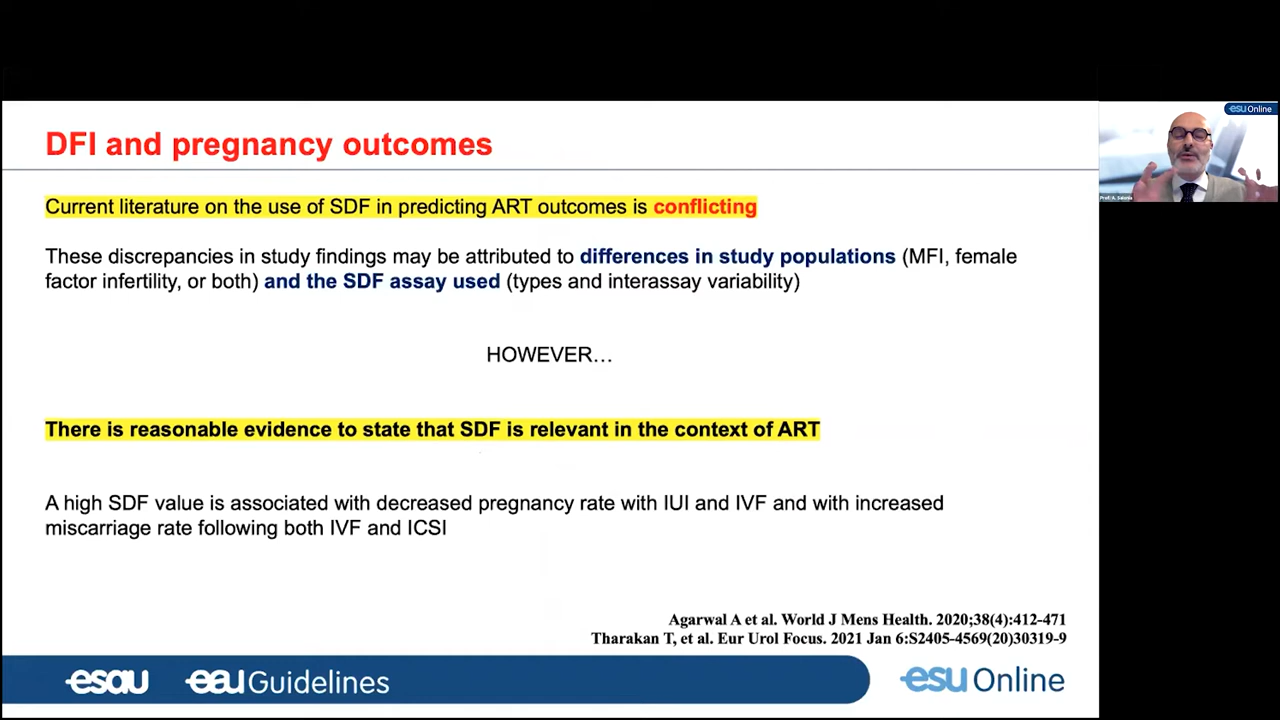 DFI and pregnancy outcomes
esu Online
Current literature on the use of SDF in predicting ART outcomes is conflicting
These discrepancies in study findings may be attributed to differences in study populations (MFI, female
factor infertility, or both) and the SDF assay used (types and interassay variability)
HOWEVER…
There is reasonable evidence to state that SDF is relevant in the context of ART
A high SDF value is associated with decreased pregnancy rate with IUI and IVF and with increased
miscarriage rate following both IVF and ICSI
Agarwal A et al. World J Mens Health. 2020;38(4):412-471
Tharakan T, et al. Eur Urol Focus. 2021 Jan 6:S2405-4569(20)30319-9
esau eau Guidelines
esu Online